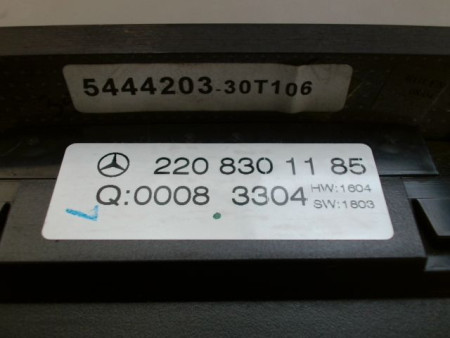 5444203-30T106
220 830 11 85
Q:0008 3304 HW:1604
SW:1803